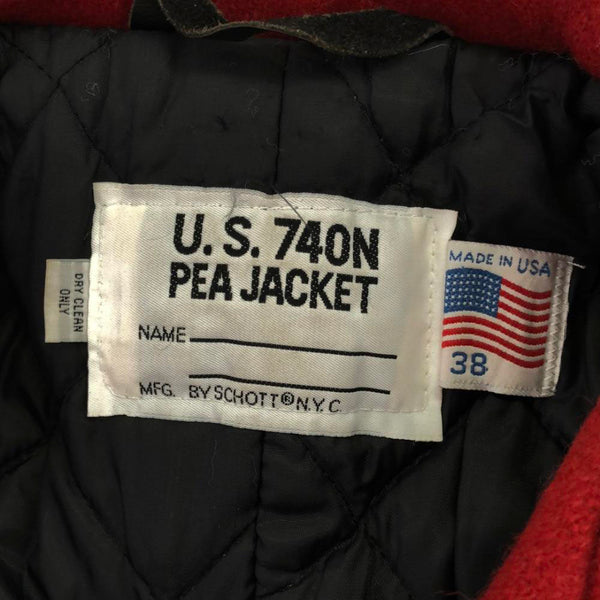 U. S. 740N
PEA JACKET
NAME
MFG. BY SCHOTT® N.Y.C.
DRY CLEAN
ONLY
MADE IN USA
38